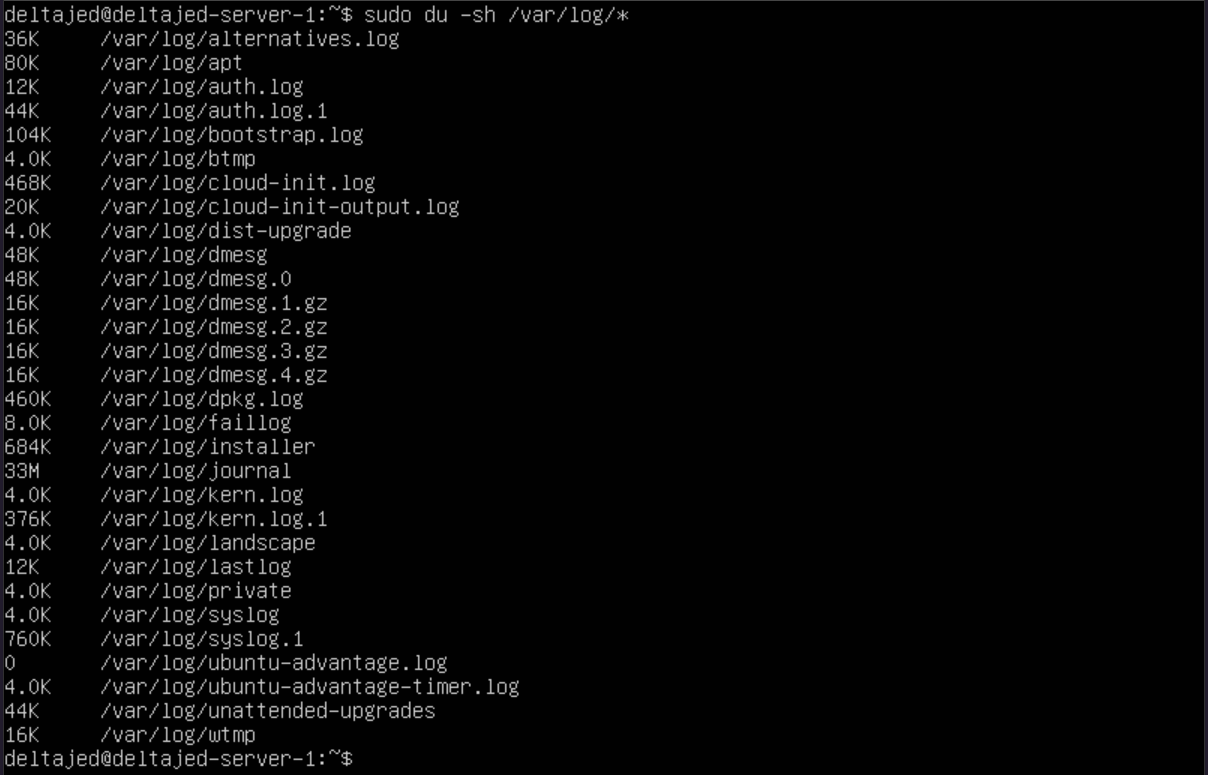 deltajed@deltajed-server-1:~$ sudo du -sh /var/log/*
36K     /var/log/alternatives.log
80K     /var/log/apt
12K     /var/log/auth.log
44K     /var/log/auth.log.1
104K    /var/log/bootstrap.log
4.0K    /var/log/btmp
468K    /var/log/cloud-init.log
20K     /var/log/cloud-init-output.log
4.0K    /var/log/dist-upgrade
48K     /var/log/dmesg
48K     /var/log/dmesg.0
16K     /var/log/dmesg.1.gz
16K     /var/log/dmesg.2.gz
16K     /var/log/dmesg.3.gz
16K     /var/log/dmesg.4.gz
460K    /var/log/dpkg.log
8.0K    /var/log/faillog
684K    /var/log/installer
33M     /var/log/journal
4.0K    /var/log/kern.log
376K    /var/log/kern.log.1
4.0K    /var/log/landscape
12K     /var/log/lastlog
4.0K    /var/log/private
4.0K    /var/log/syslog
760K    /var/log/syslog.1
0       /var/log/ubuntu-advantage.log
4.0K    /var/log/ubuntu-advantage-timer.log
44K     /var/log/unattended-upgrades
16K     /var/log/wtmp
deltajed@deltajed-server-1:~$